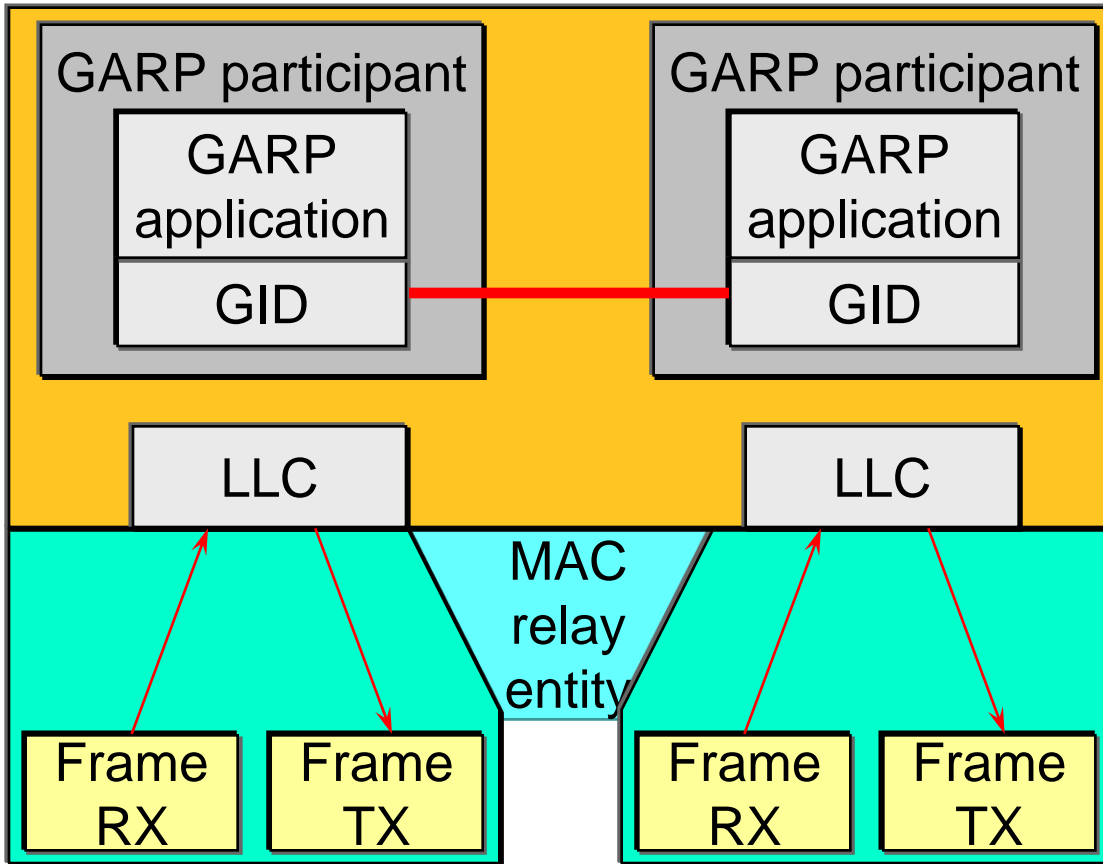 GARP participant
GARP
application
GID
GARP participant
GARP
application
GID
LLC
LLC
MAC
relay
entity
Frame
RX
Frame
TX
Frame
RX
Frame
TX